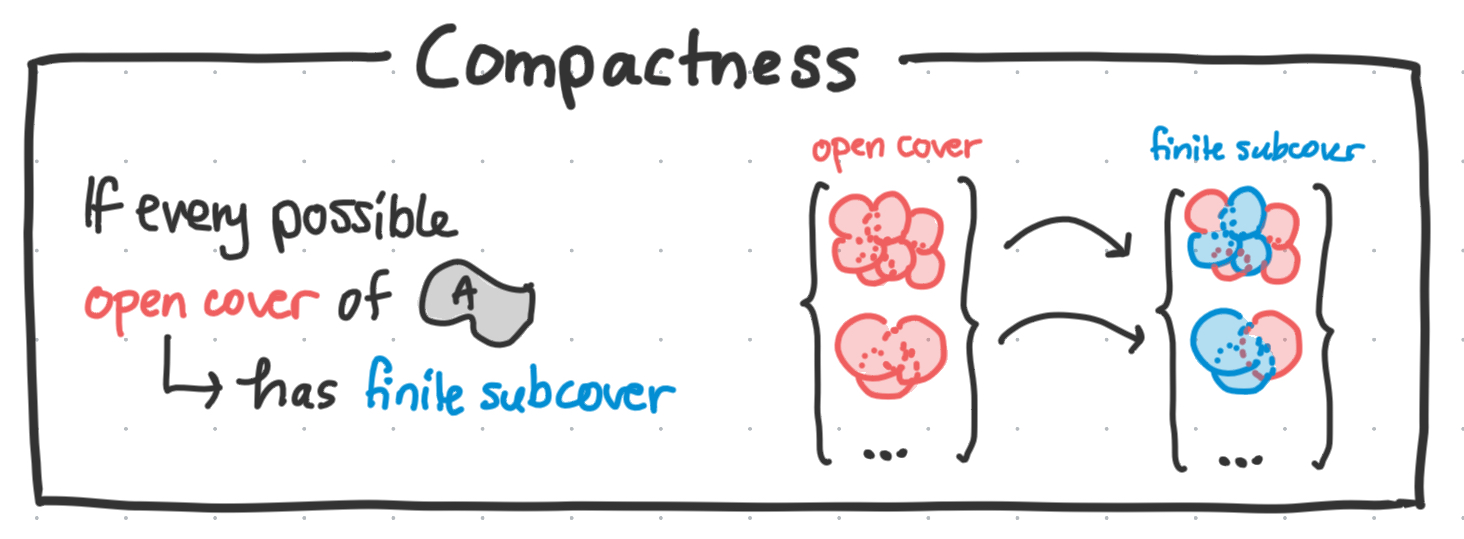 Compactness
If every possible
open cover of A
has finite subcover
open cover
finite subcover
...
...